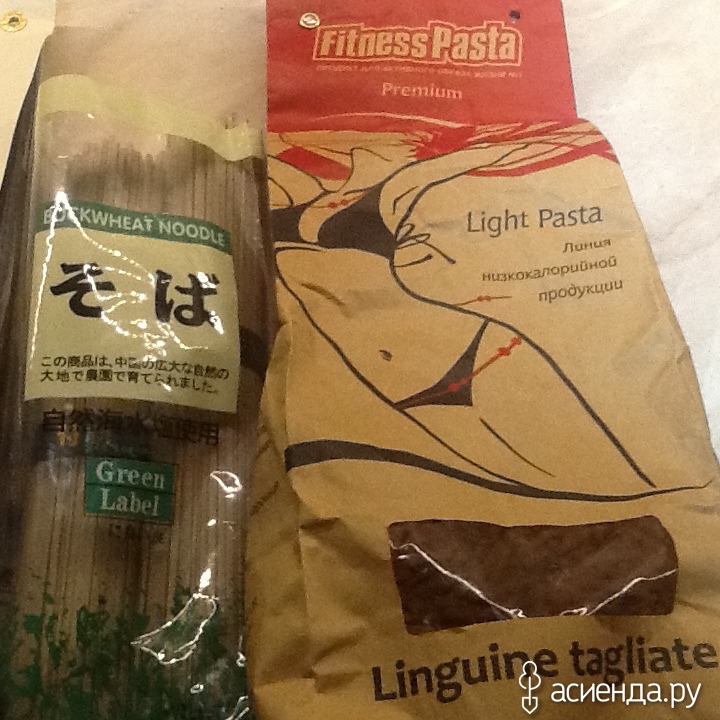 BUCKWHEAT NOODLE
そば
この商品は、中国の広大な自然の
大地で農園で育てられました。
自然海水塩使用
Green
Label
Fitness Pasta
Premium
Light Pasta
Линия
низкокалорийной
продукции
Linguine tagliate
асиенда.ру